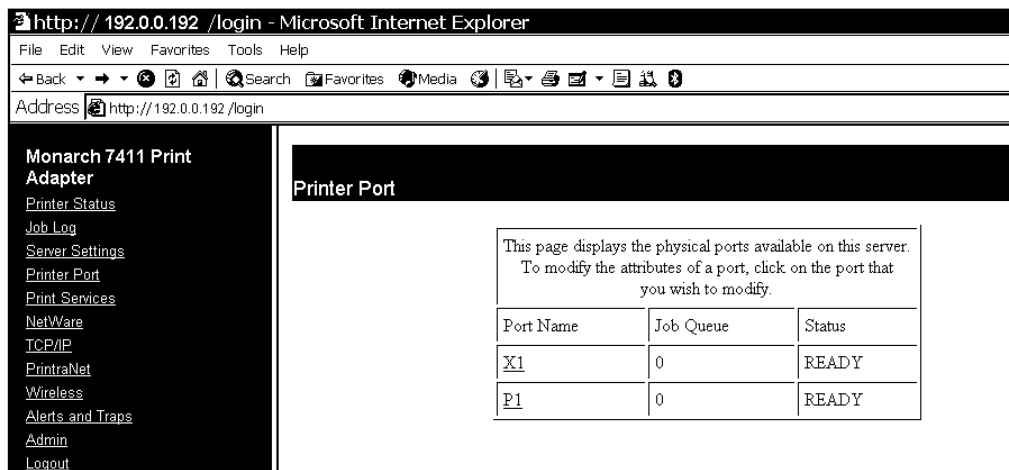 http:// 192.0.0.192 /login - Microsoft Internet Explorer
File Edit View Favorites Tools Help
Back Search Favorites Media
Address http://192.0.0.192/login
Monarch 7411 Print
Adapter
Printer Status
Job Log
Server Settings
Printer Port
Print Services
NetWare
TCP/IP
PrintraNet
Wireless
Alerts and Traps
Admin
Logout
Printer Port
This page displays the physical ports available on this server.
To modify the attributes of a port, click on the port that
you wish to modify.
Port Name Job Queue Status
X1 0 READY
P1 0 READY